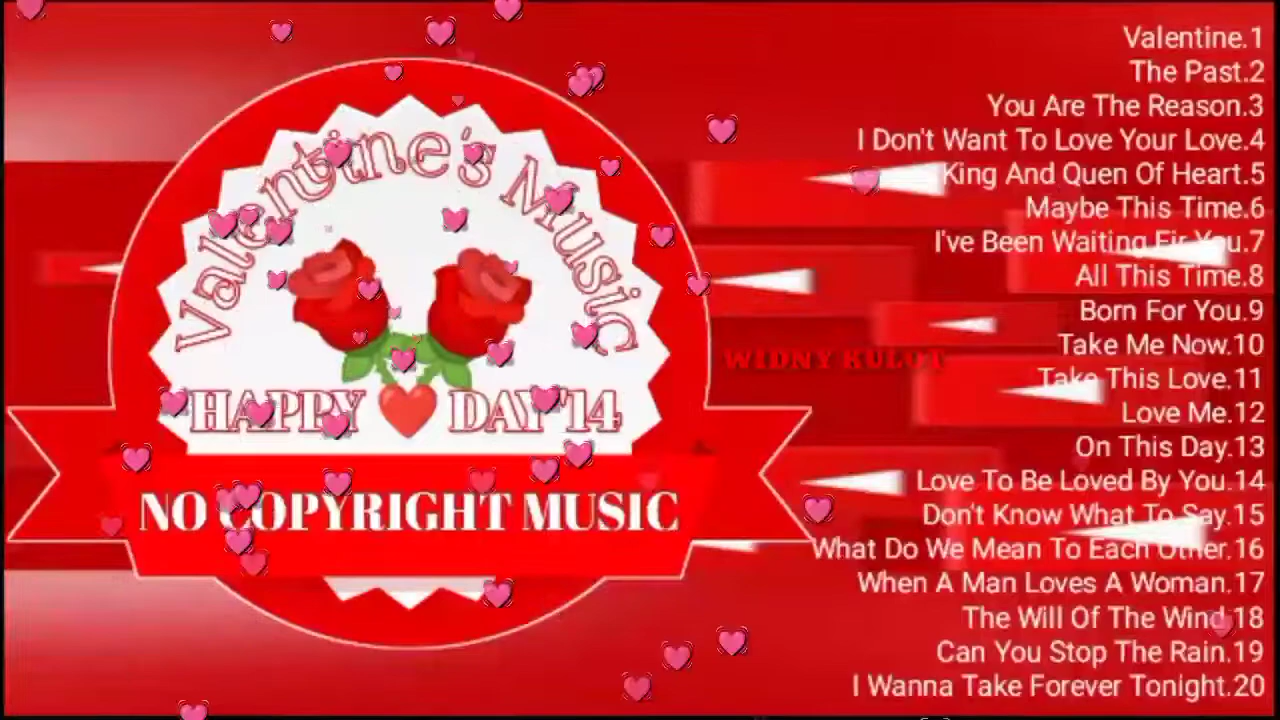 Valentine's Music
HAPPY DAY'14
NO COPYRIGHT MUSIC
WIDNY KULOT
Valentine.1
The Past.2
You Are The Reason.3
I Don't Want To Love Your Love.4
King And Quen Of Heart.5
Maybe This Time.6
I've Been Waiting Fir You.7
All This Time.8
Born For You.9
Take Me Now.10
Take This Love.11
Love Me.12
On This Day.13
Love To Be Loved By You.14
Don't Know What To Say.15
What Do We Mean To Each Other.16
When A Man Loves A Woman.17
The Will Of The Wind.18
Can You Stop The Rain.19
I Wanna Take Forever Tonight.20